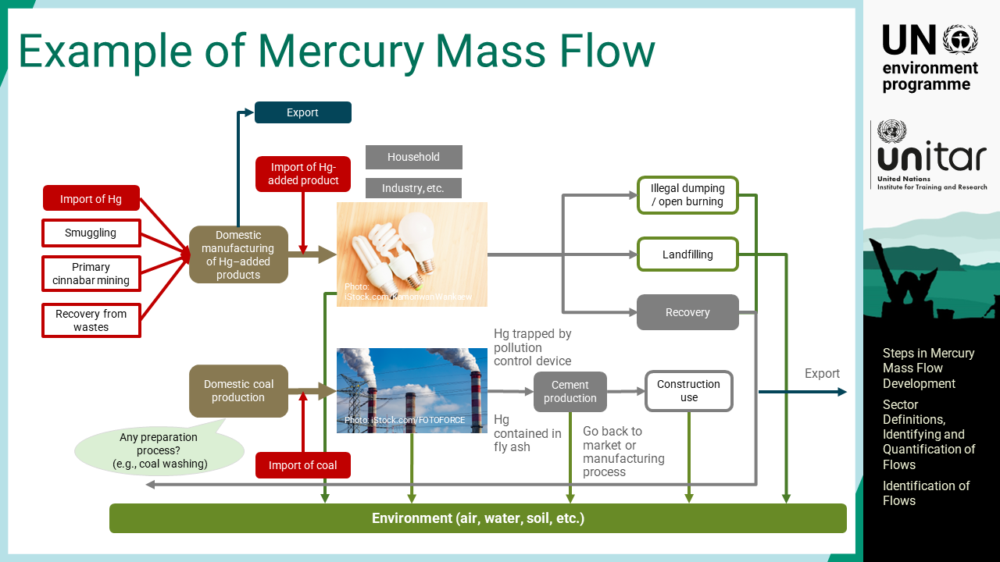 Example of Mercury Mass Flow
Export
Import of Hg-
added product
Household
Industry, etc.
Import of Hg
Smuggling
Primary
cinnabar mining
Recovery from
wastes
Domestic
manufacturing
of Hg–added
products
Photo:
iStock.com/KamonwanWankaew
Illegal dumping
/ open burning
Landfilling
Recovery
Hg trapped by
pollution
control device
Domestic coal
production
Photo: iStock.com/FOTOFORCE
Cement
production
Construction
use
Export
Hg
contained in
fly ash
Go back to
market or
manufacturing
process
Any preparation
process?
(e.g., coal washing)
Import of coal
Environment (air, water, soil, etc.)
UN
environment
programme
unitar
United Nations
Institute for Training and Research
Steps in Mercury
Mass Flow
Development
Sector
Definitions,
Identifying and
Quantification of
Flows
Identification of
Flows